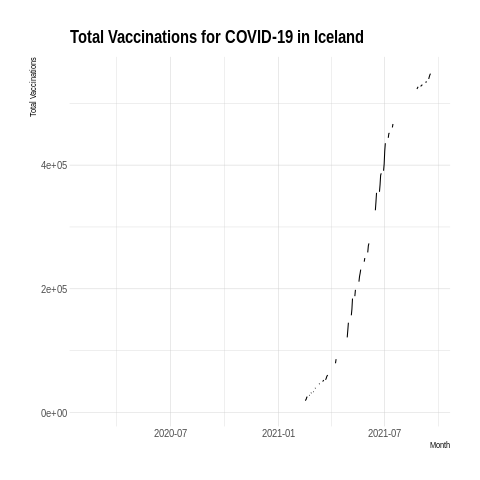 Total Vaccinations for COVID-19 in Iceland
Total Vaccinations
4e+05
2e+05
0e+00
2020-07
2021-01
2021-07
Month